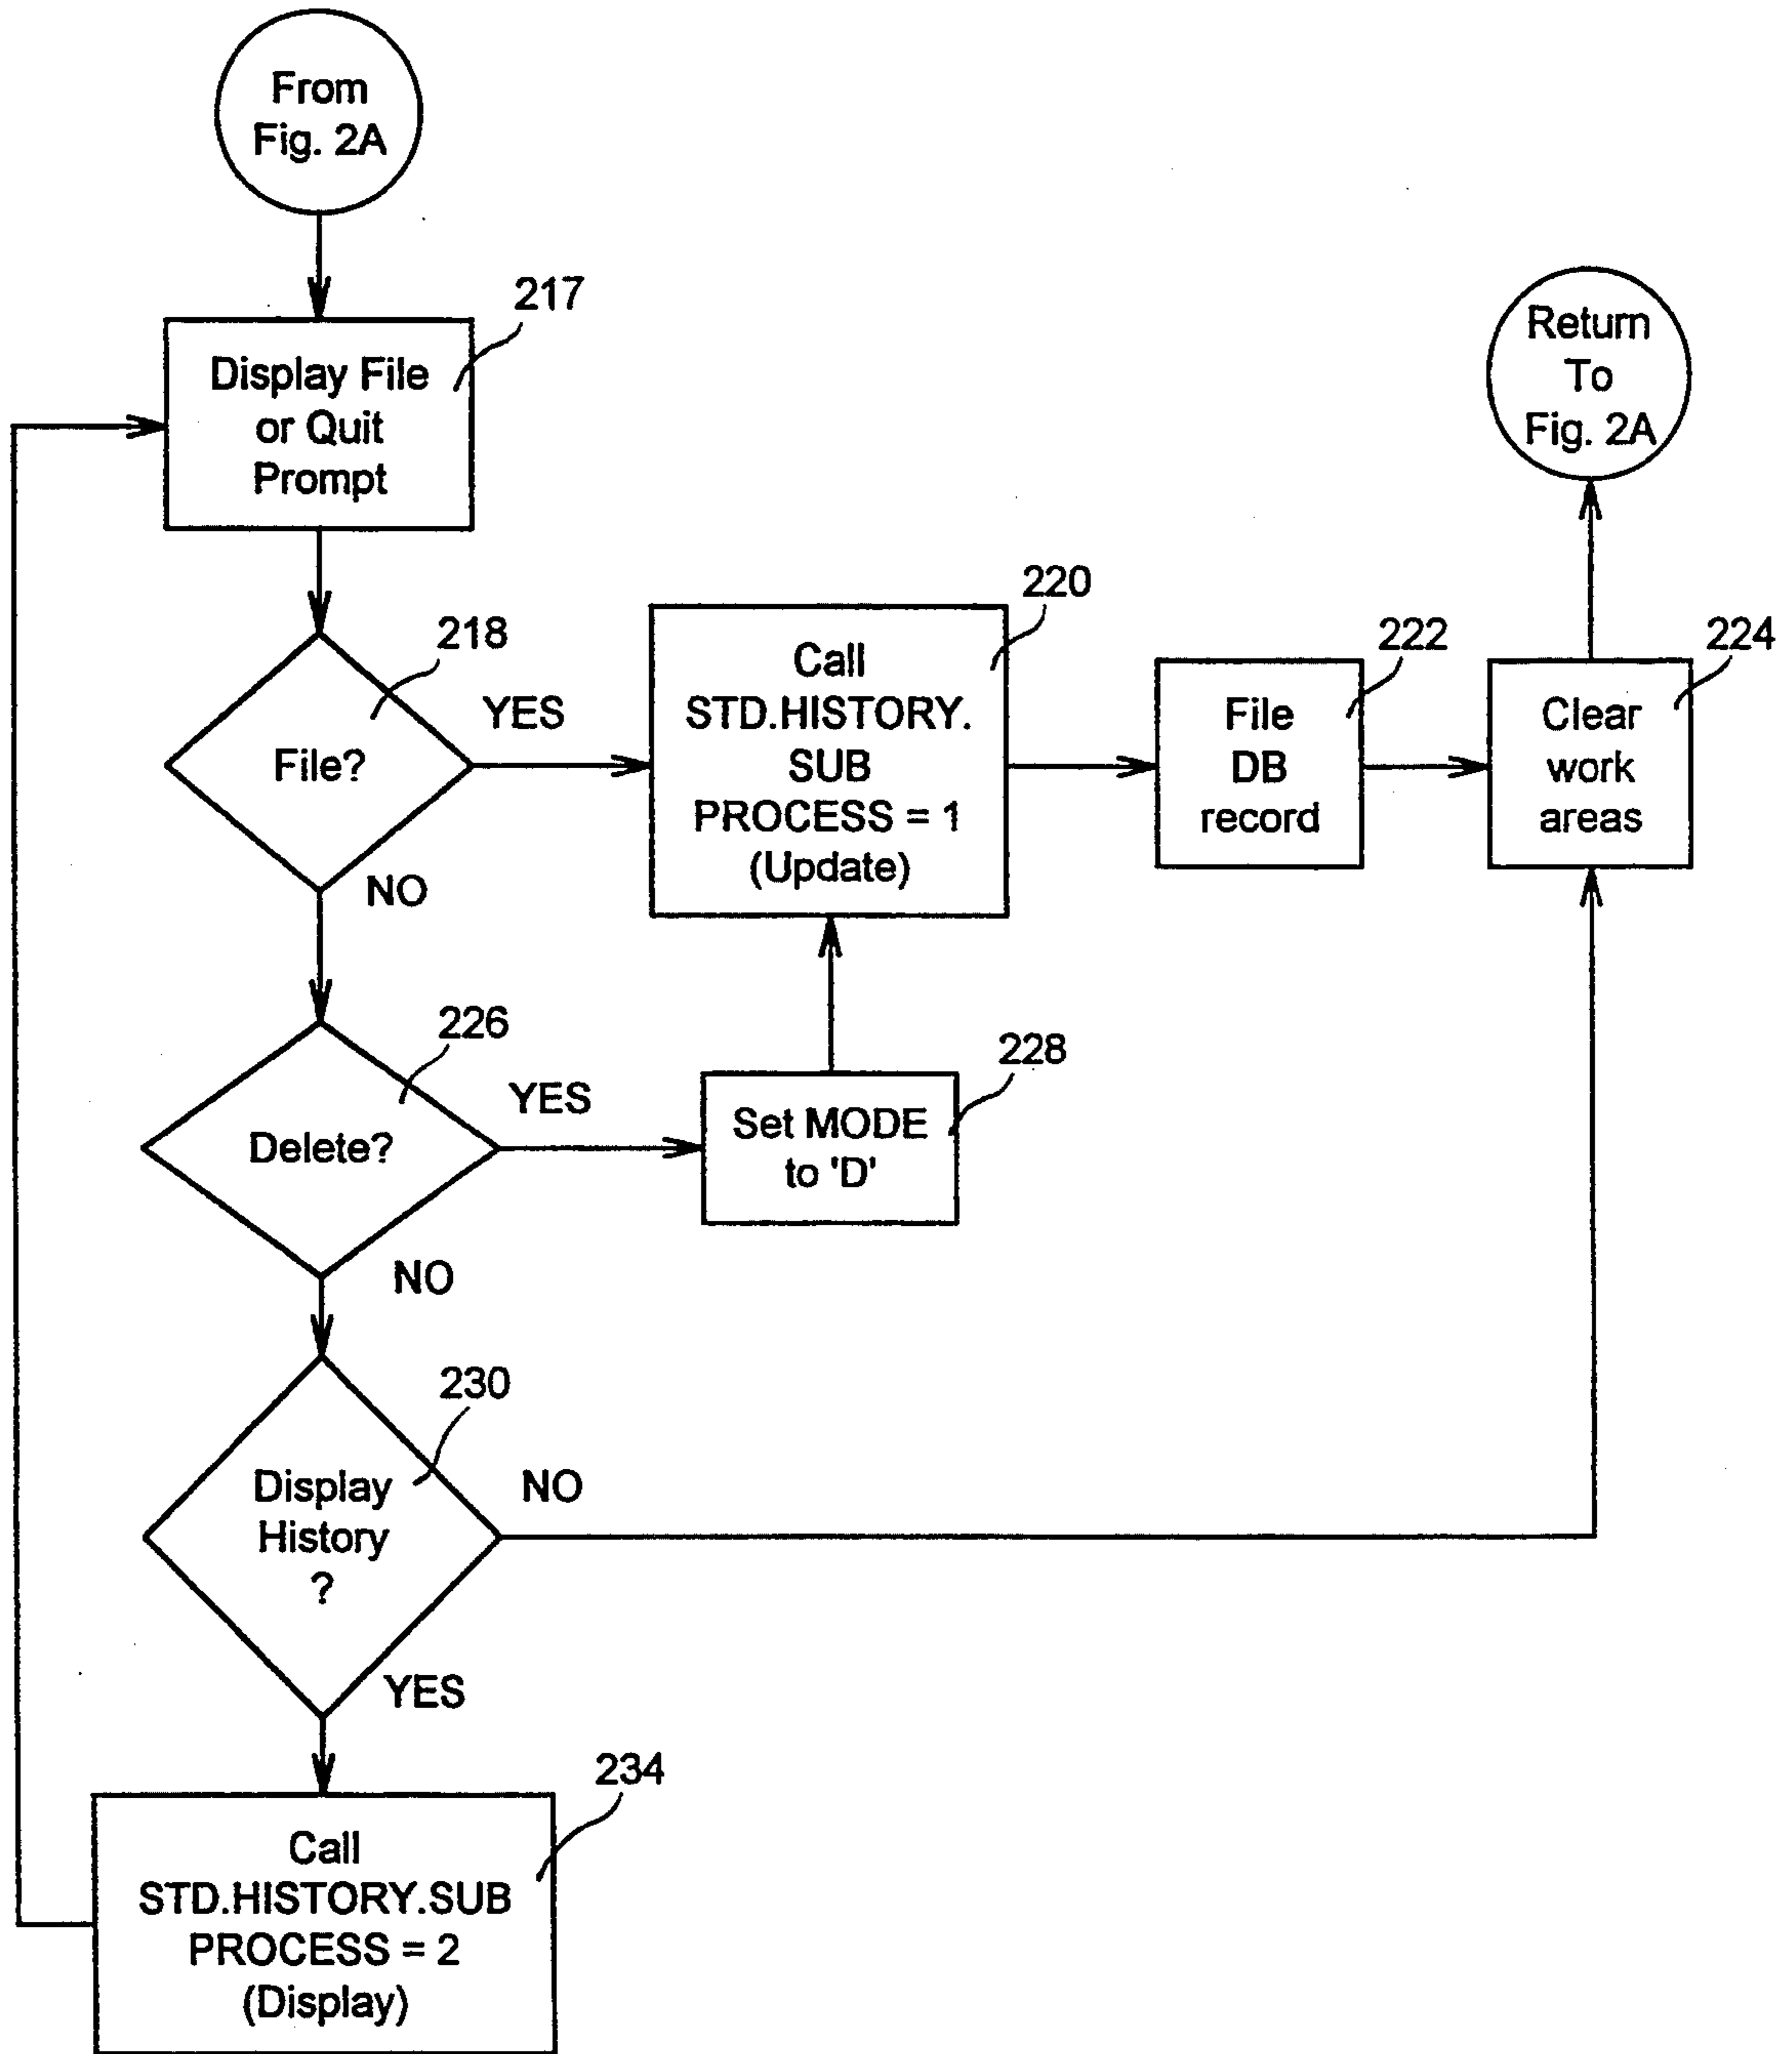 From
Fig. 2A
217
Display File
or Quit
Prompt
Return
To
Fig. 2A
218
File?
YES
NO
220
Call
STD.HISTORY.
SUB
PROCESS = 1
(Update)
222
File
DB
record
224
Clear
work
areas
226
Delete?
YES
NO
228
Set MODE
to 'D'
230
Display
History
?
NO
YES
234
Call
STD.HISTORY.SUB
PROCESS = 2
(Display)